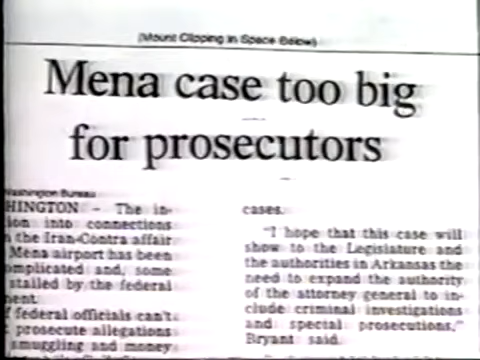 (Mount Clipping in Space Below)
Mena case too big
for prosecutors
Washington Bureau
HINGTON - The in-
ion into connections
the Iran-Contra affair
Mena airport has been
omplicated and, some
stalled by the federal
ent.
federal officials can't
prosecute allegations
smuggling and money
cases.
"I hope that this case will
show to the Legislature and
the authorities in Arkansas the
need to expand the authority
of the attorney general to in-
clude criminal investigations
and special prosecutions,"
Bryant said.